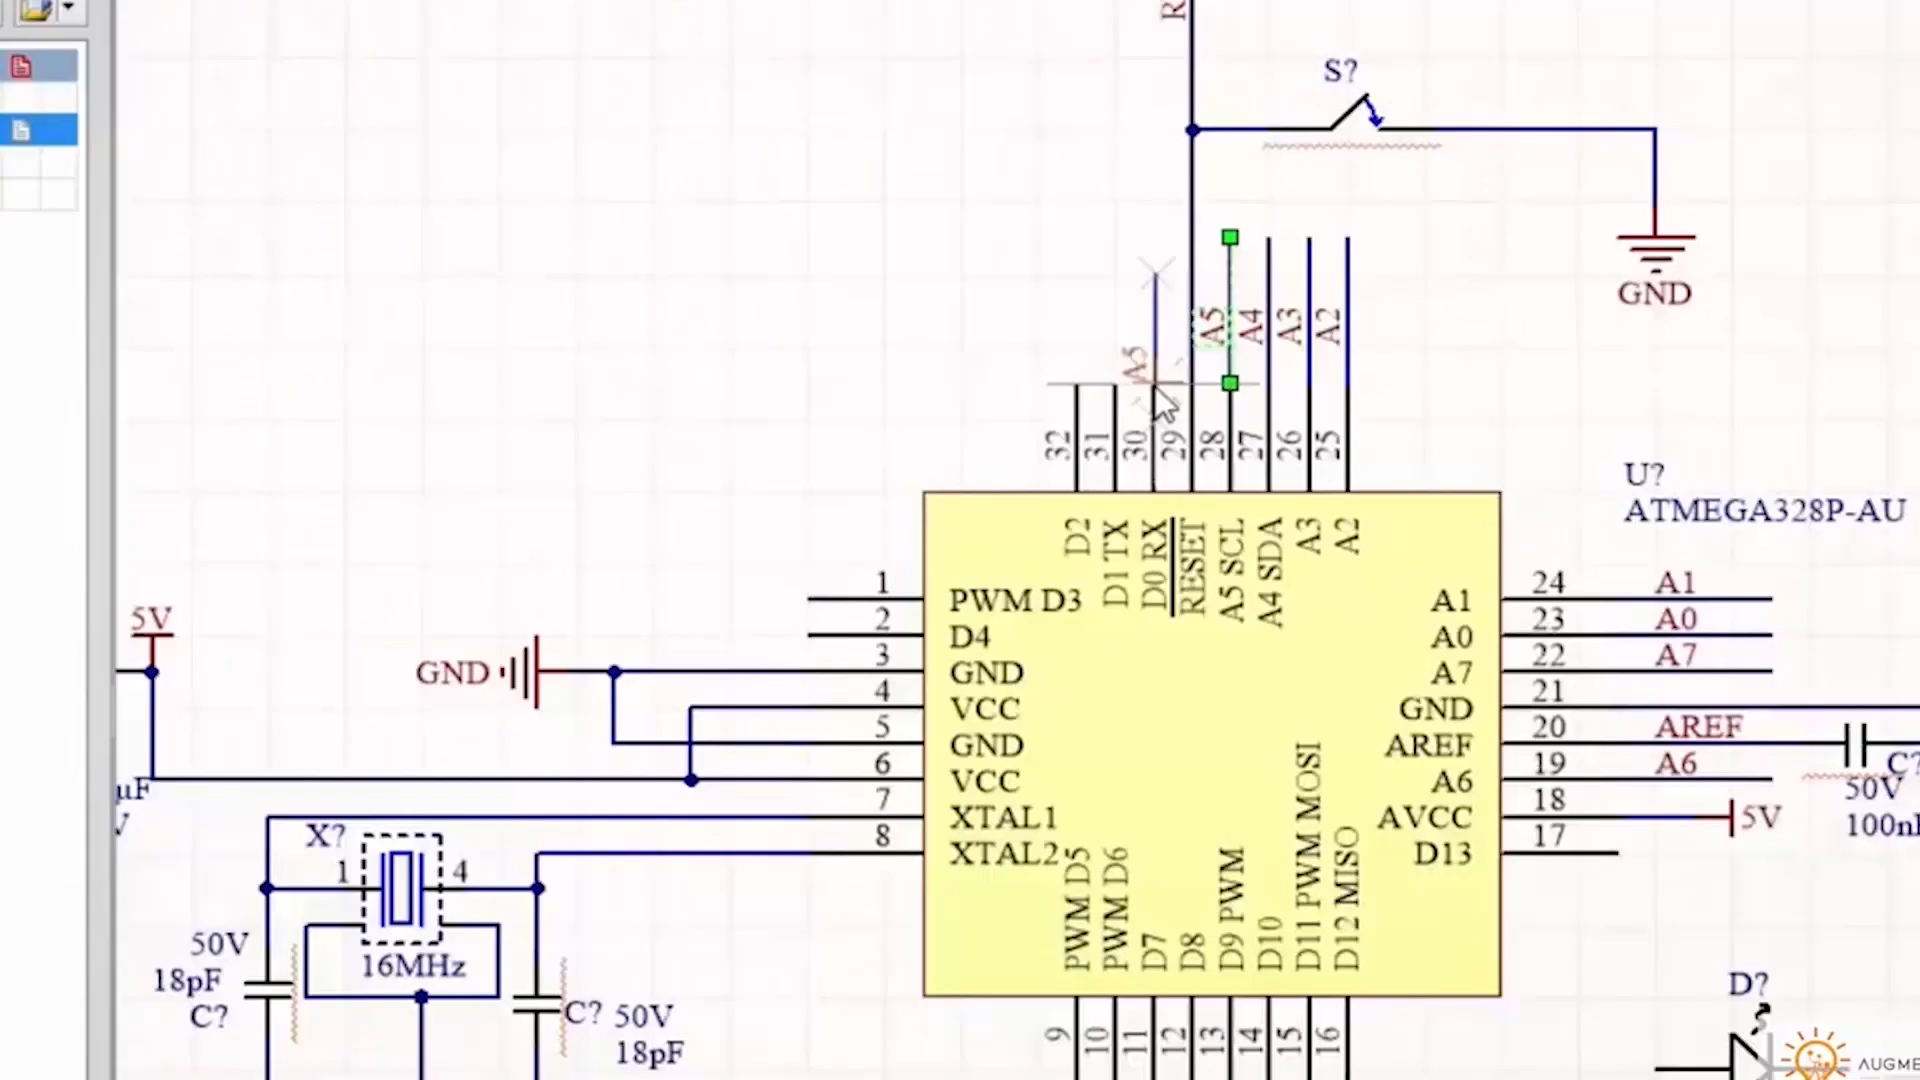 R
S?
GND
A5
A5
A4
A3
A2
32
31
30
29
28
27
26
25
U?
ATMEGA328P-AU
D2
D1 TX
D0 RX
RESET
A5 SCL
A4 SDA
A3
A2
1
2
3
4
5
6
7
8
PWM D3
D4
GND
VCC
GND
VCC
XTAL1
XTAL2
A1
A0
A7
GND
AREF
A6
AVCC
D13
24
23
22
21
20
19
18
17
A1
A0
A7
AREF
A6
5V
C?
50V
100n
5V
GND
µF
V
X?
1
4
16MHz
50V
18pF
C?
C?
50V
18pF
PWM D5
PWM D6
D7
D8
D9 PWM
D10
D11 PWM MOSI
D12 MISO
9
10
11
12
13
14
15
16
D?
AUGME